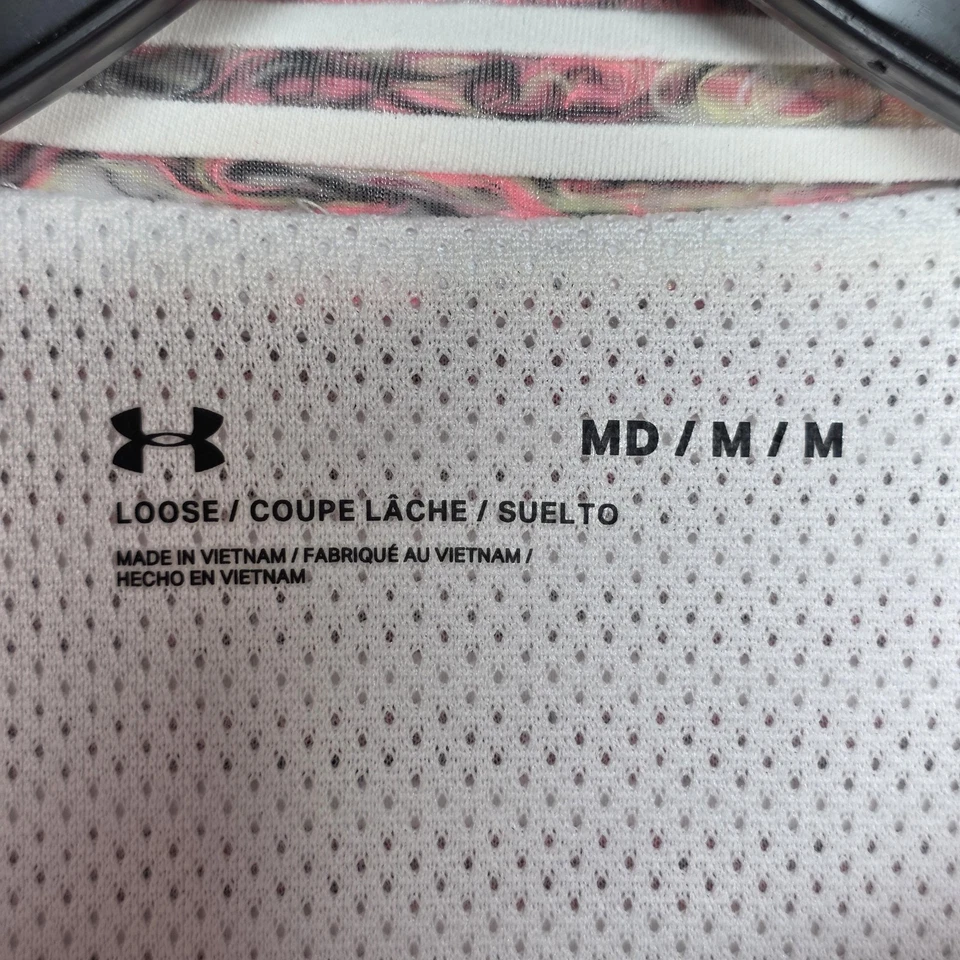 MD / M / M
LOOSE / COUPE LÂCHE / SUELTO
MADE IN VIETNAM / FABRIQUÉ AU VIETNAM /
HECHO EN VIETNAM